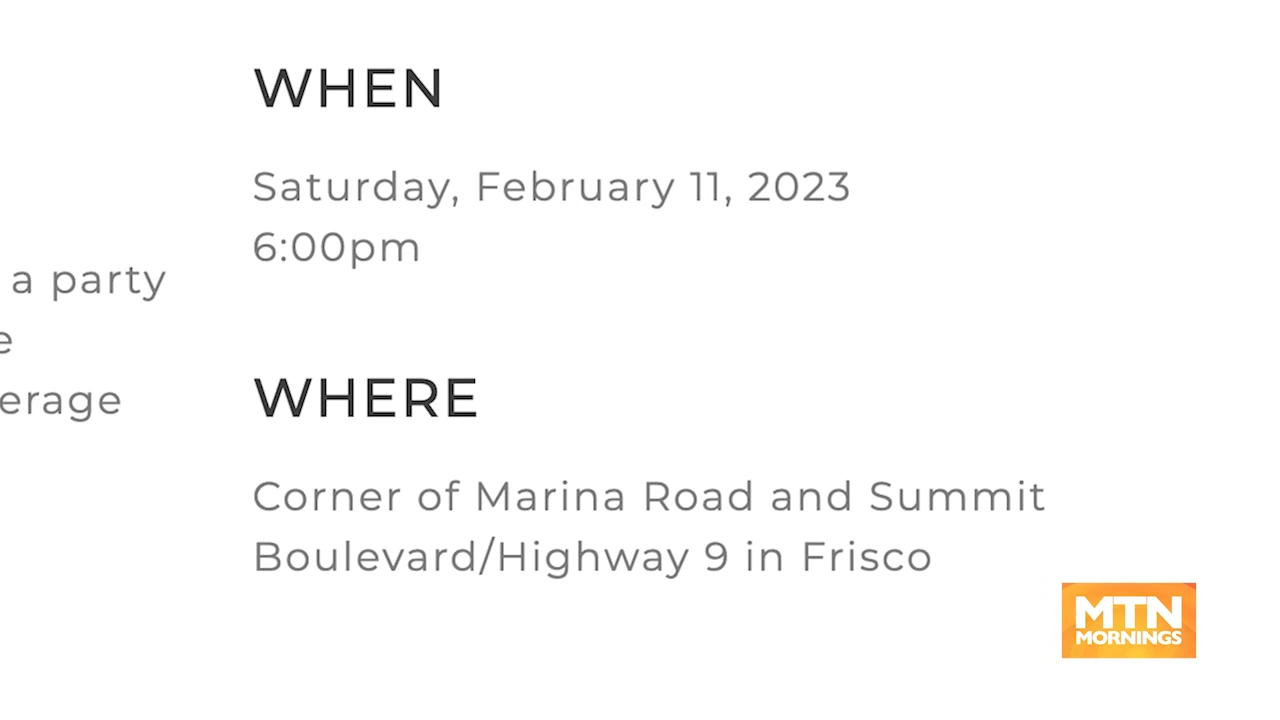 WHEN
Saturday, February 11, 2023
6:00pm
a party
e
erage
WHERE
Corner of Marina Road and Summit
Boulevard/Highway 9 in Frisco
MTN
MORNINGS